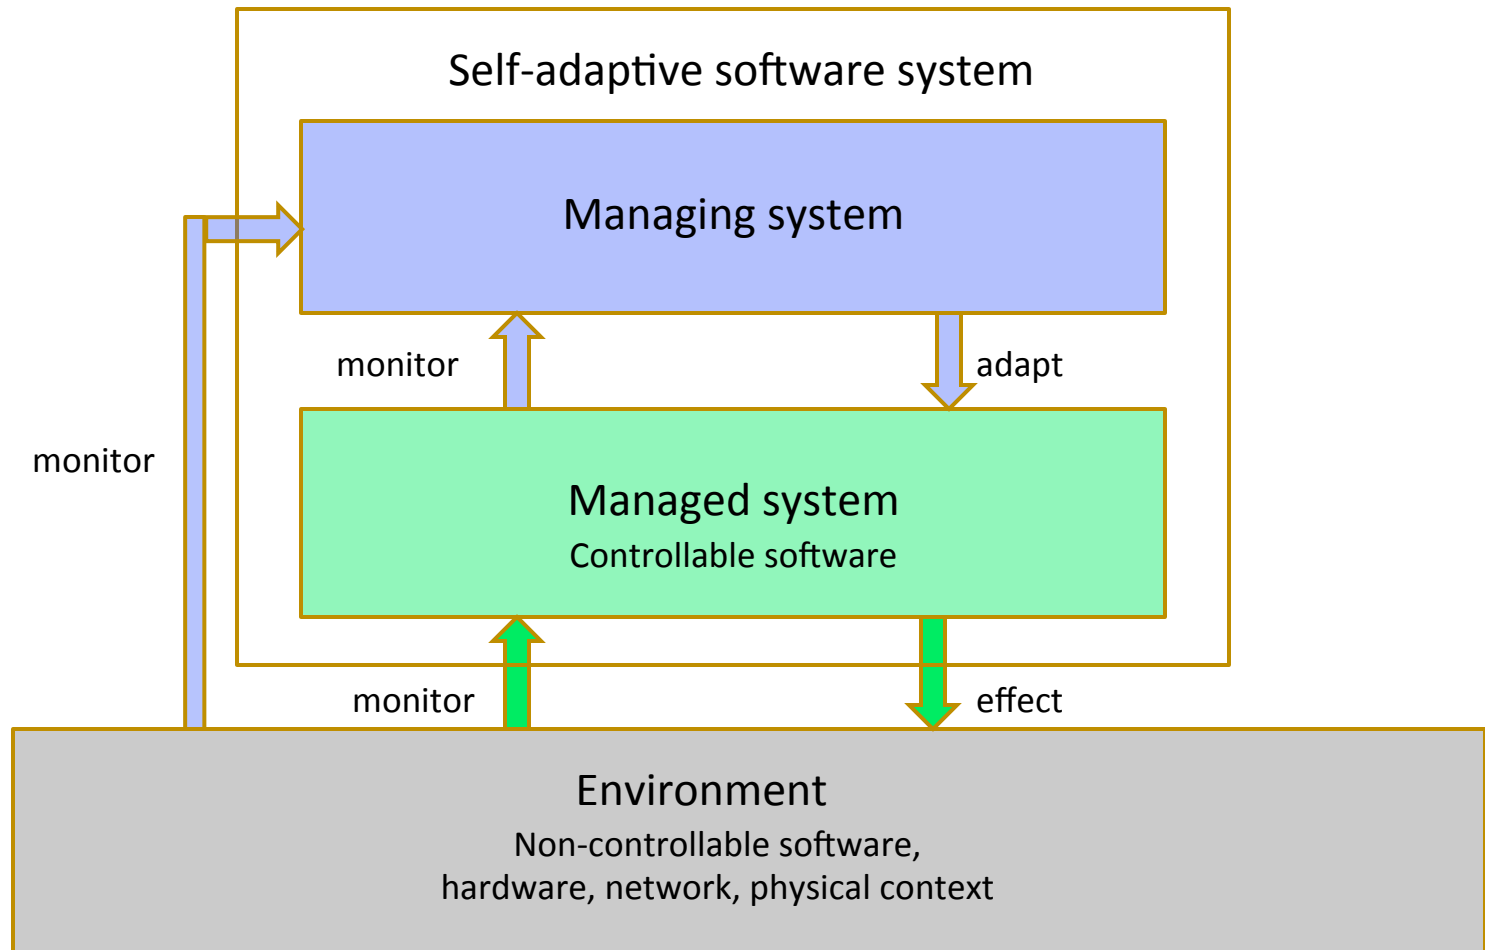 Self-adaptive software system
Managing system
monitor
adapt
monitor
Managed system
Controllable software
monitor
effect
Environment
Non-controllable software,
hardware, network, physical context